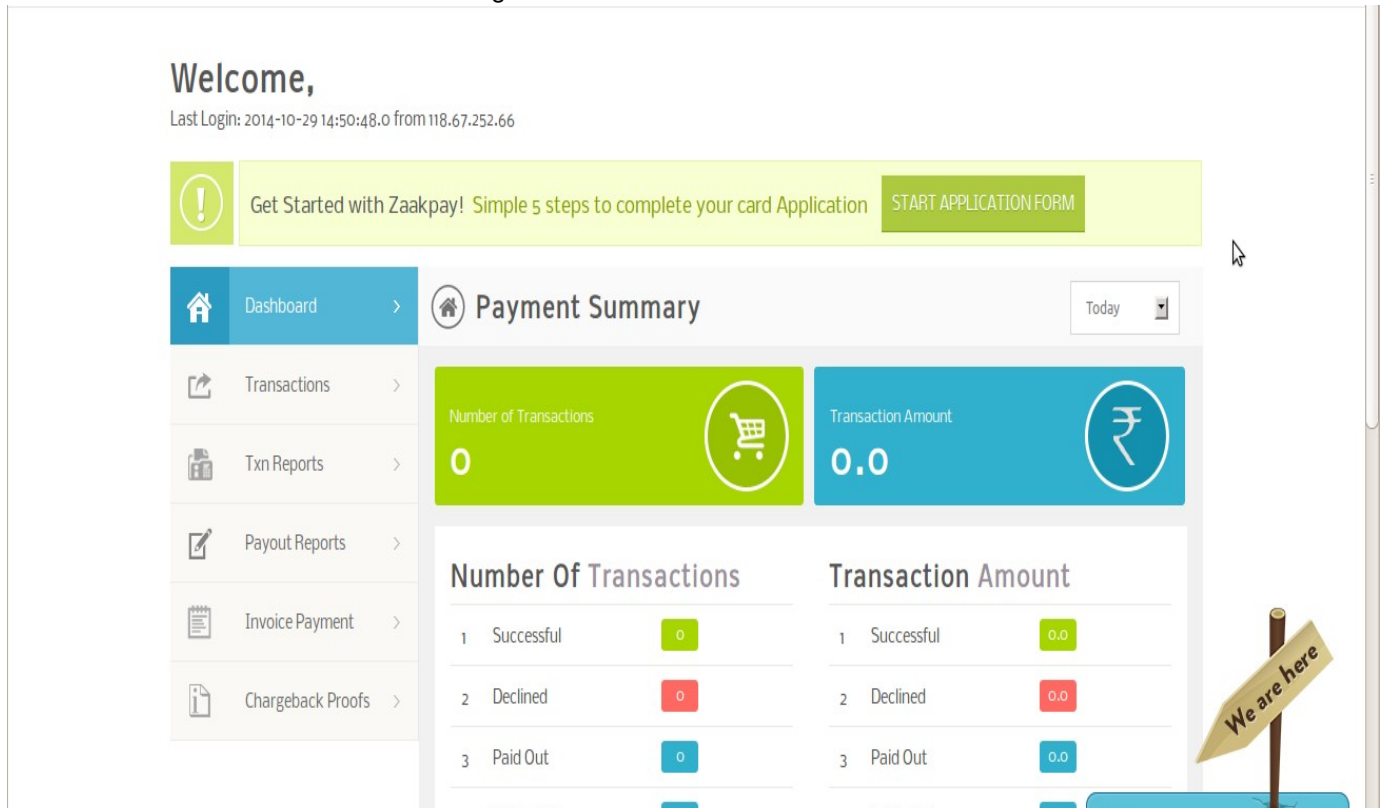 Welcome,
Last Login: 2014-10-29 14:50:48.0 from 118.67.252.66
Get Started with Zaakpay! Simple 5 steps to complete your card Application START APPLICATION FORM
Dashboard
Payment Summary
Today
Transactions
Txn Reports
Payout Reports
Invoice Payment
Chargeback Proofs
Number of Transactions
0
Transaction Amount
0.0
₹
Number Of Transactions
1 Successful 0
2 Declined 0
3 Paid Out 0
Transaction Amount
1 Successful 0.0
2 Declined 0.0
3 Paid Out 0.0
We are here